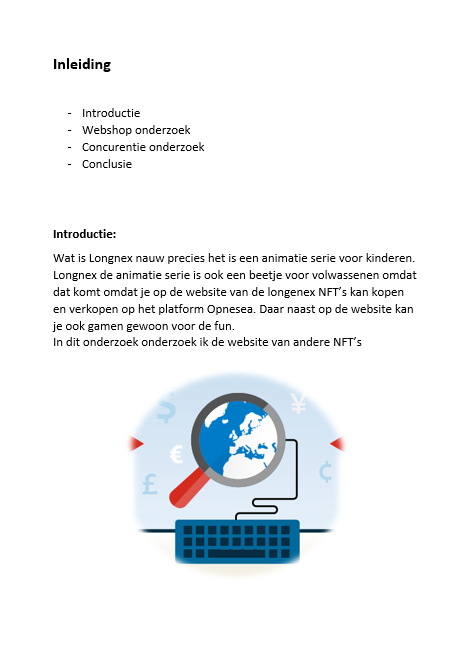 Inleiding
- Introductie
- Webshop onderzoek
- Concurentie onderzoek
- Conclusie
Introductie:
Wat is Longnex nauw precies het is een animatie serie voor kinderen.
Longnex de animatie serie is ook een beetje voor volwassenen omdat
dat komt omdat je op de website van de longenex NFT’s kan kopen
en verkopen op het platform Opnesea. Daar naast op de website kan
je ook gamen gewoon voor de fun.
In dit onderzoek onderzoek ik de website van andere NFT’s
$
¥
€
£
¢